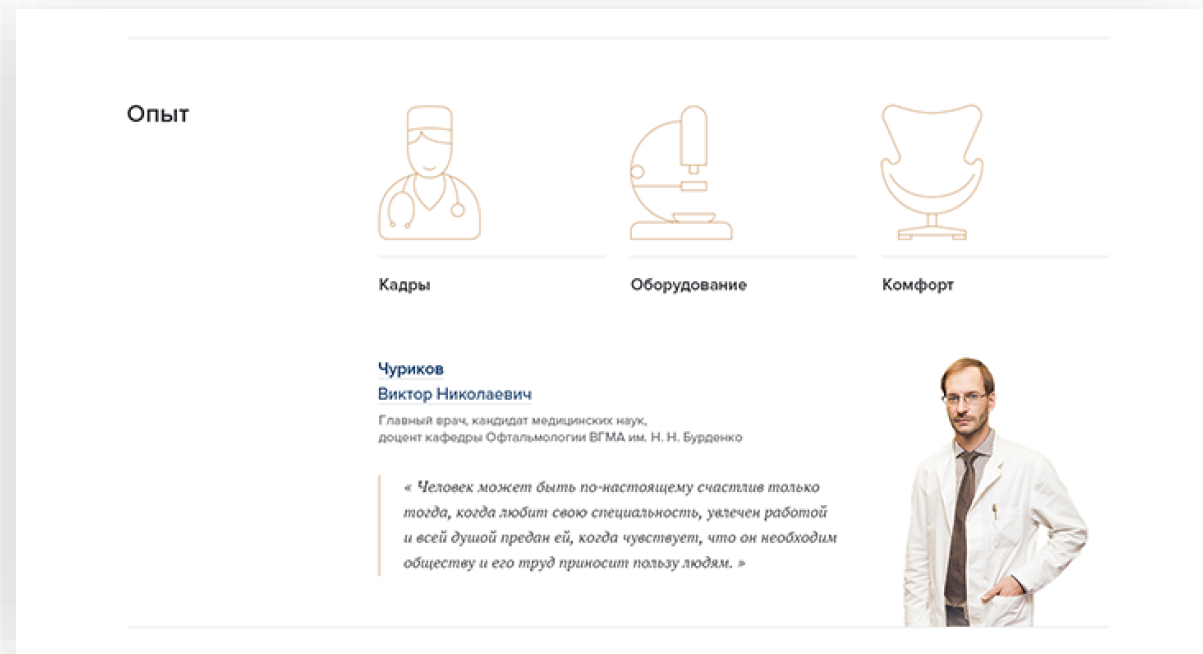 Опыт
Кадры
Оборудование
Комфорт
Чуриков
Виктор Николаевич
Главный врач, кандидат медицинских наук,
доцент кафедры Офтальмологии ВГМА им. Н. Н. Бурденко
« Человек может быть по-настоящему счастлив только
тогда, когда любит свою специальность, увлечен работой
и всей душой предан ей, когда чувствует, что он необходим
обществу и его труд приносит пользу людям. »